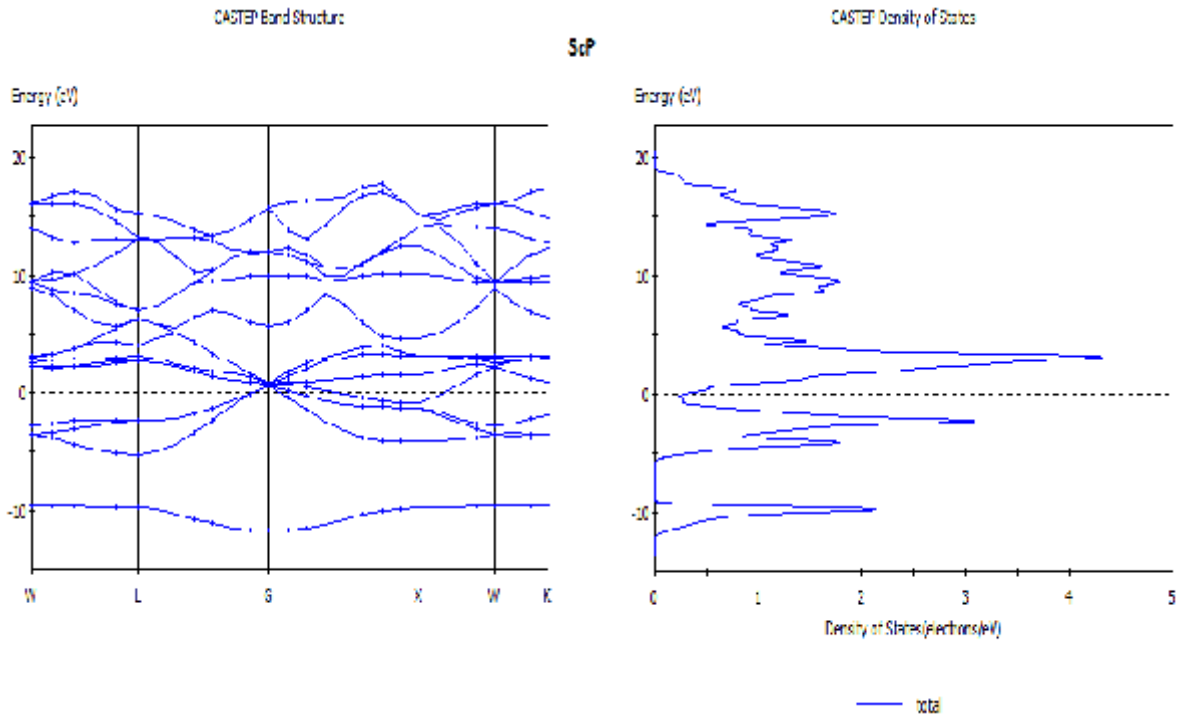 CASTEP Band Structure
CASTEP Density of States
ScP
Energy (eV)
Energy (eV)
20
20
10
10
0
0
-10
-10
W
L
G
X
W
K
0
1
2
3
4
5
Density of States(electrons/eV)
total